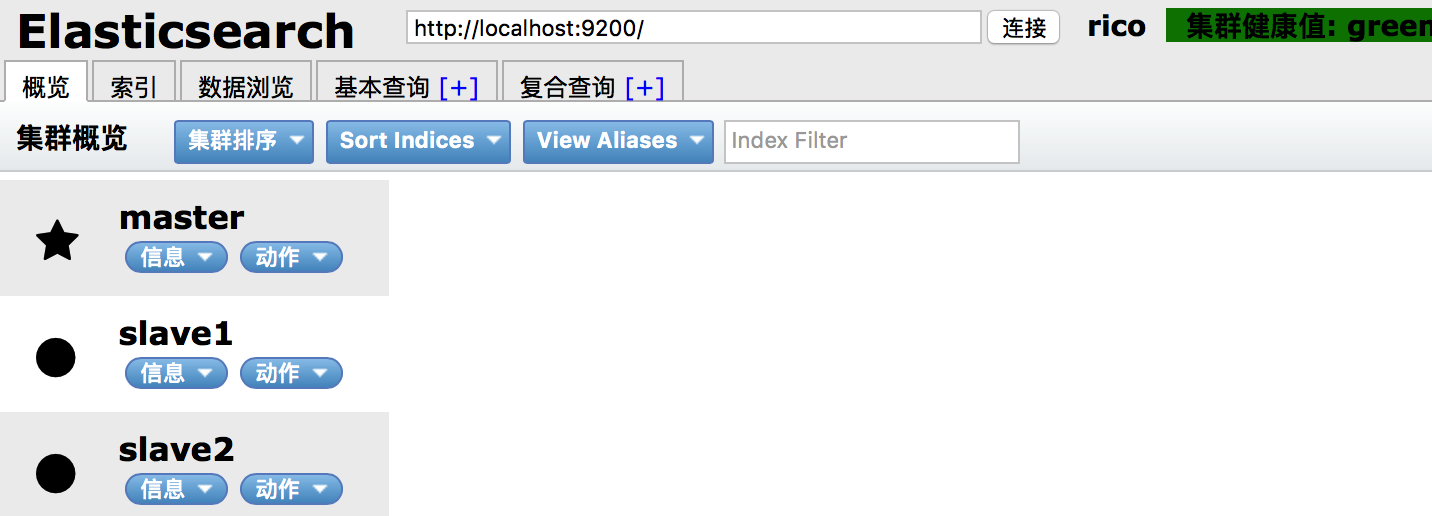 Elasticsearch http://localhost:9200/ 连接 rico 集群健康值: green
概览 索引 数据浏览 基本查询 [+] 复合查询 [+]
集群概览 集群排序 Sort Indices View Aliases Index Filter
master
信息 动作
slave1
信息 动作
slave2
信息 动作